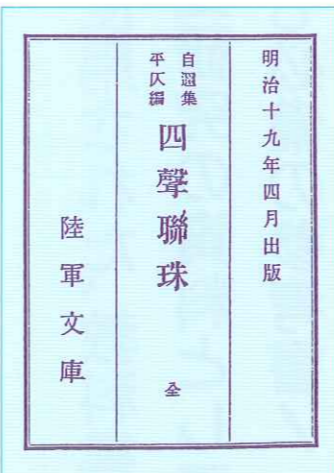 明治十九年四月出版
自邇集
平仄編
四聲聯珠
全
陸軍文庫